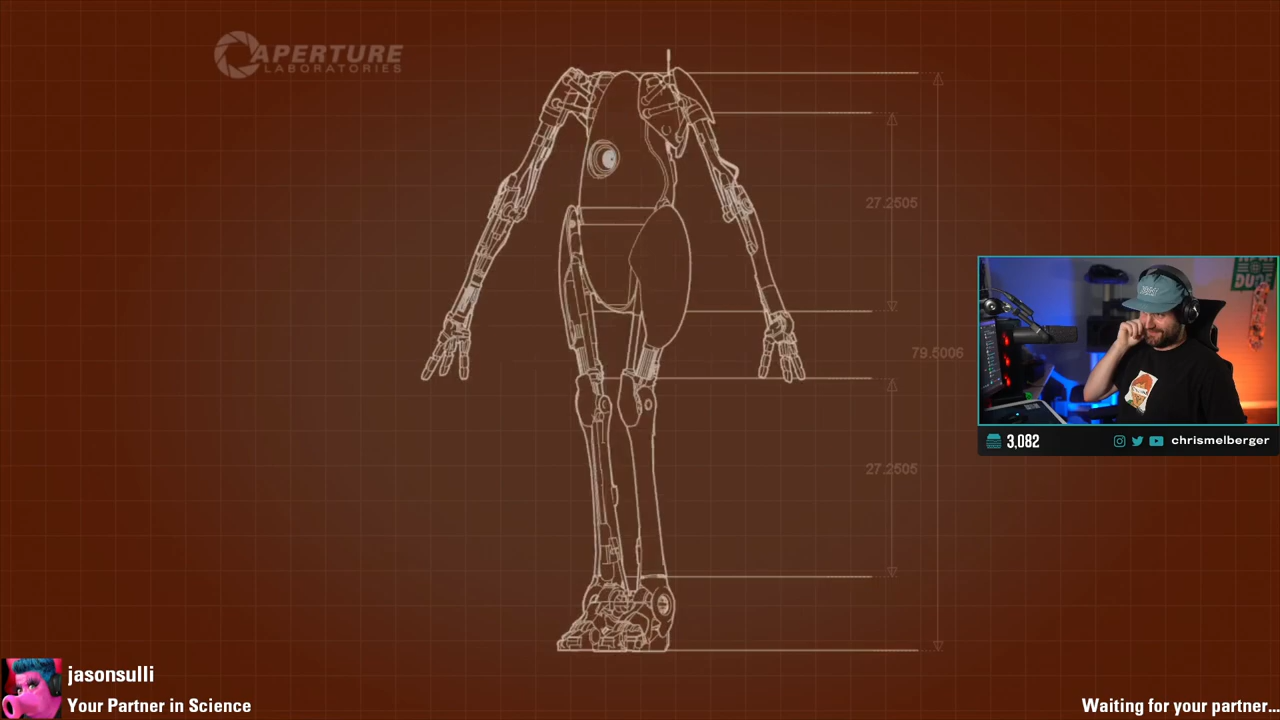 APERTURE
LABORATORIES
27.2505
79.5006
27.2505
3,082
chrismelberger
jasonsulli
Your Partner in Science
Waiting for your partner...